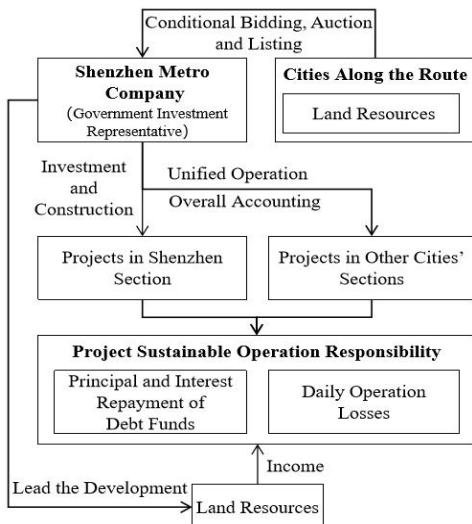 Conditional Bidding, Auction
and Listing
Shenzhen Metro
Company
(Government Investment
Representative)
Cities Along the Route
Land Resources
Investment
and
Construction
Unified Operation
Overall Accounting
Projects in Shenzhen
Section
Projects in Other Cities’
Sections
Project Sustainable Operation Responsibility
Principal and Interest
Repayment of
Debt Funds
Daily Operation
Losses
Income
Lead the Development
Land Resources